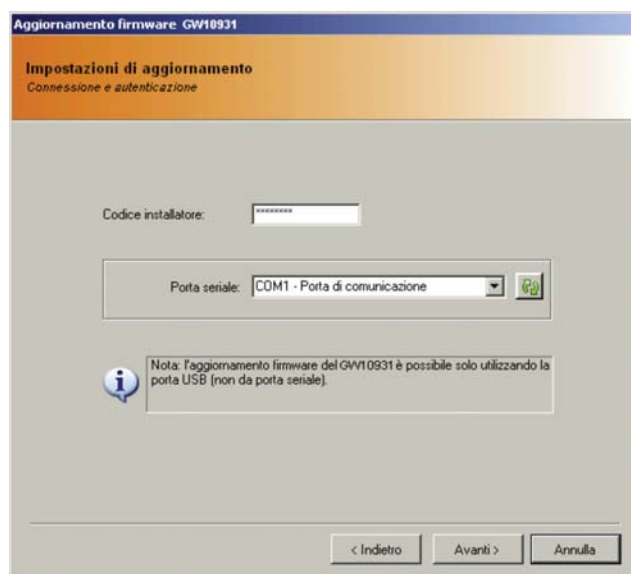 Aggiornamento firmware GW10931
Impostazioni di aggiornamento
Connessione e autenticazione
Codice installatore: ********
Porta seriale: COM1 - Porta di comunicazione
Nota: l'aggiornamento firmware del GW10931 è possibile solo utilizzando la
porta USB (non da porta seriale).
< Indietro Avanti > Annulla